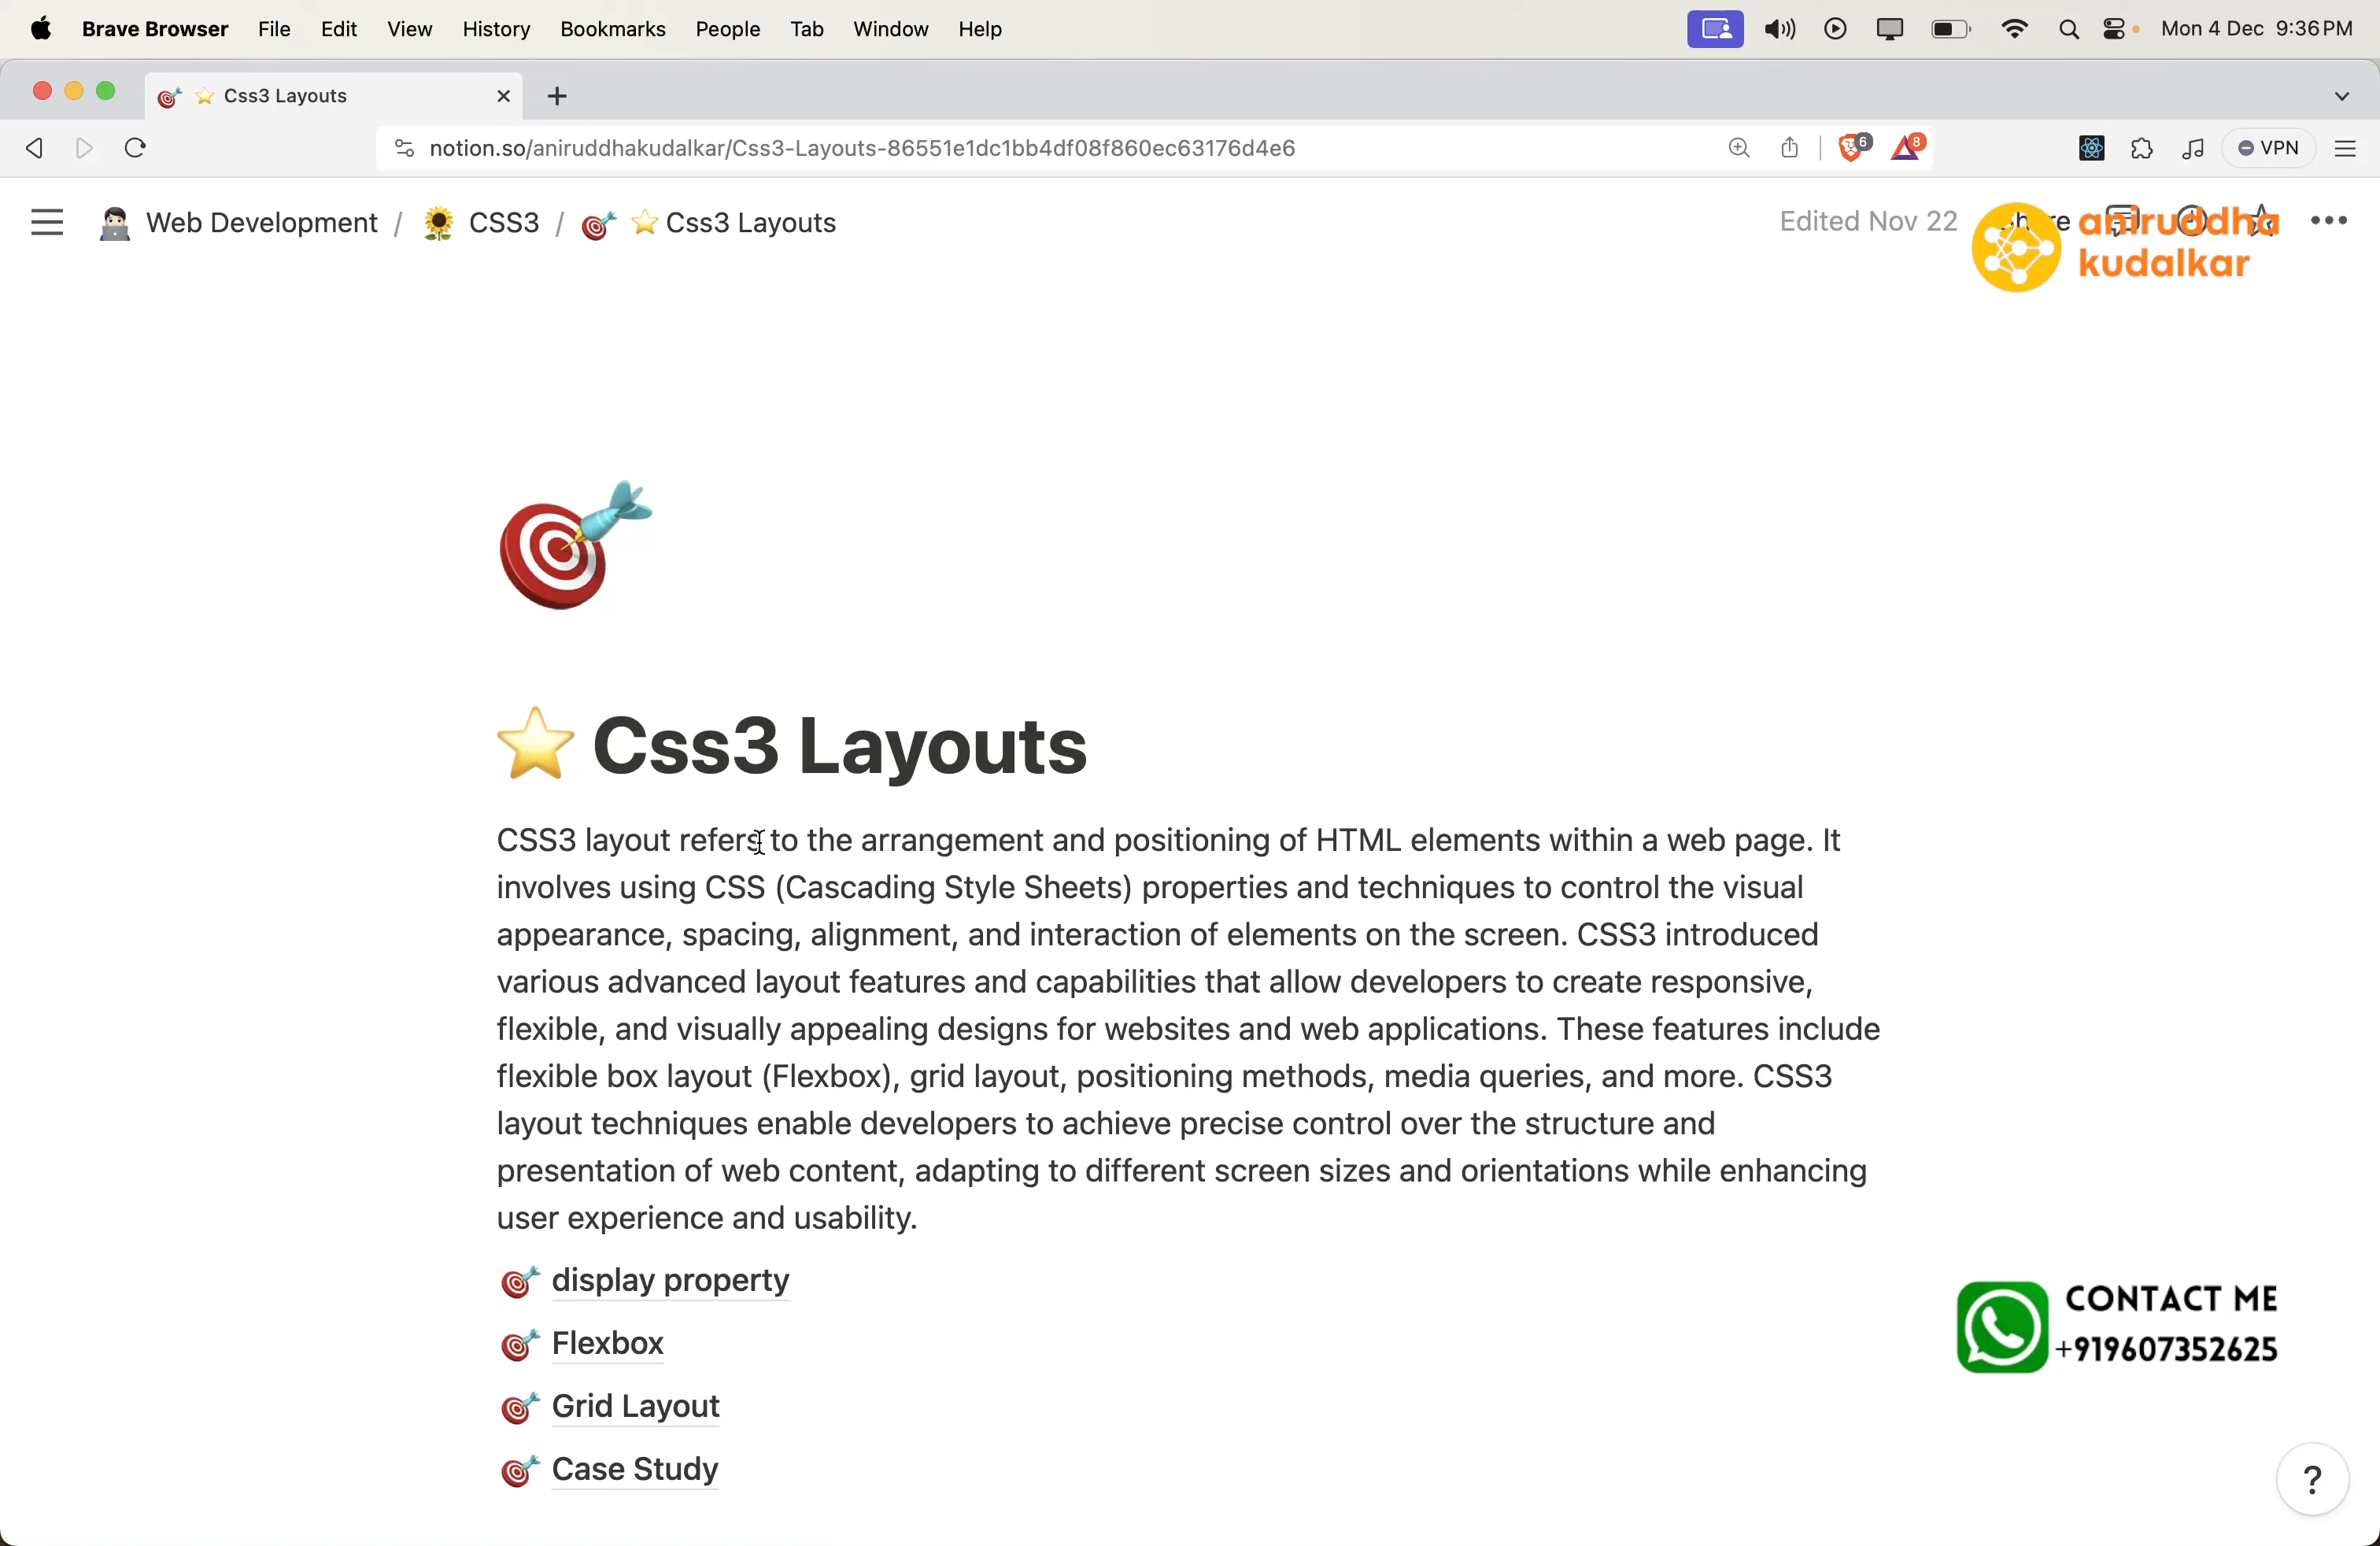 Brave Browser File Edit View History Bookmarks People Tab Window Help Mon 4 Dec 9:36 PM
Css3 Layouts
notion.so/aniruddhakudalkar/Css3-Layouts-86551e1dc1bb4df08f860ec63176d4e6 6 8 VPN
Web Development / CSS3 / Css3 Layouts Edited Nov 22 Share
aniruddha
kudalkar
Css3 Layouts
CSS3 layout refers to the arrangement and positioning of HTML elements within a web page. It
involves using CSS (Cascading Style Sheets) properties and techniques to control the visual
appearance, spacing, alignment, and interaction of elements on the screen. CSS3 introduced
various advanced layout features and capabilities that allow developers to create responsive,
flexible, and visually appealing designs for websites and web applications. These features include
flexible box layout (Flexbox), grid layout, positioning methods, media queries, and more. CSS3
layout techniques enable developers to achieve precise control over the structure and
presentation of web content, adapting to different screen sizes and orientations while enhancing
user experience and usability.
display property
Flexbox
Grid Layout
Case Study
CONTACT ME
+919607352625
?